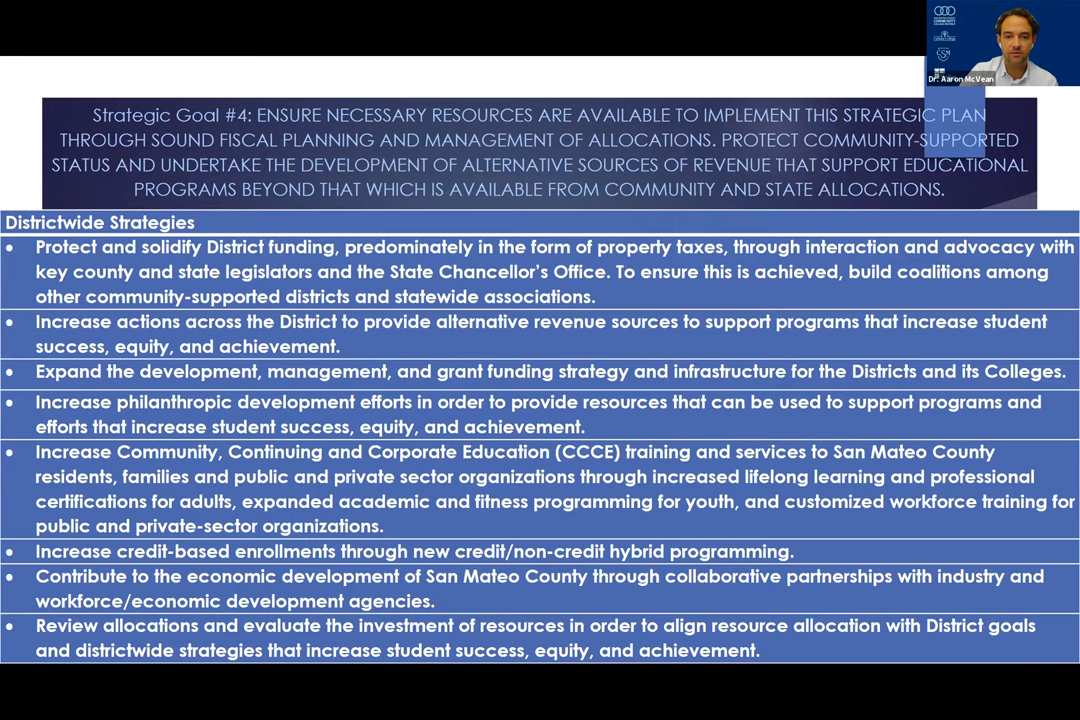 Dr. Aaron McVean
Strategic Goal #4: ENSURE NECESSARY RESOURCES ARE AVAILABLE TO IMPLEMENT THIS STRATEGIC PLAN
THROUGH SOUND FISCAL PLANNING AND MANAGEMENT OF ALLOCATIONS. PROTECT COMMUNITY-SUPPORTED
STATUS AND UNDERTAKE THE DEVELOPMENT OF ALTERNATIVE SOURCES OF REVENUE THAT SUPPORT EDUCATIONAL
PROGRAMS BEYOND THAT WHICH IS AVAILABLE FROM COMMUNITY AND STATE ALLOCATIONS.
Districtwide Strategies
• Protect and solidify District funding, predominately in the form of property taxes, through interaction and advocacy with
key county and state legislators and the State Chancellor's Office. To ensure this is achieved, build coalitions among
other community-supported districts and statewide associations.
• Increase actions across the District to provide alternative revenue sources to support programs that increase student
success, equity, and achievement.
• Expand the development, management, and grant funding strategy and infrastructure for the Districts and its Colleges.
• Increase philanthropic development efforts in order to provide resources that can be used to support programs and
efforts that increase student success, equity, and achievement.
• Increase Community, Continuing and Corporate Education (CCCE) training and services to San Mateo County
residents, families and public and private sector organizations through increased lifelong learning and professional
certifications for adults, expanded academic and fitness programming for youth, and customized workforce training for
public and private-sector organizations.
• Increase credit-based enrollments through new credit/non-credit hybrid programming.
• Contribute to the economic development of San Mateo County through collaborative partnerships with industry and
workforce/economic development agencies.
• Review allocations and evaluate the investment of resources in order to align resource allocation with District goals
and districtwide strategies that increase student success, equity, and achievement.